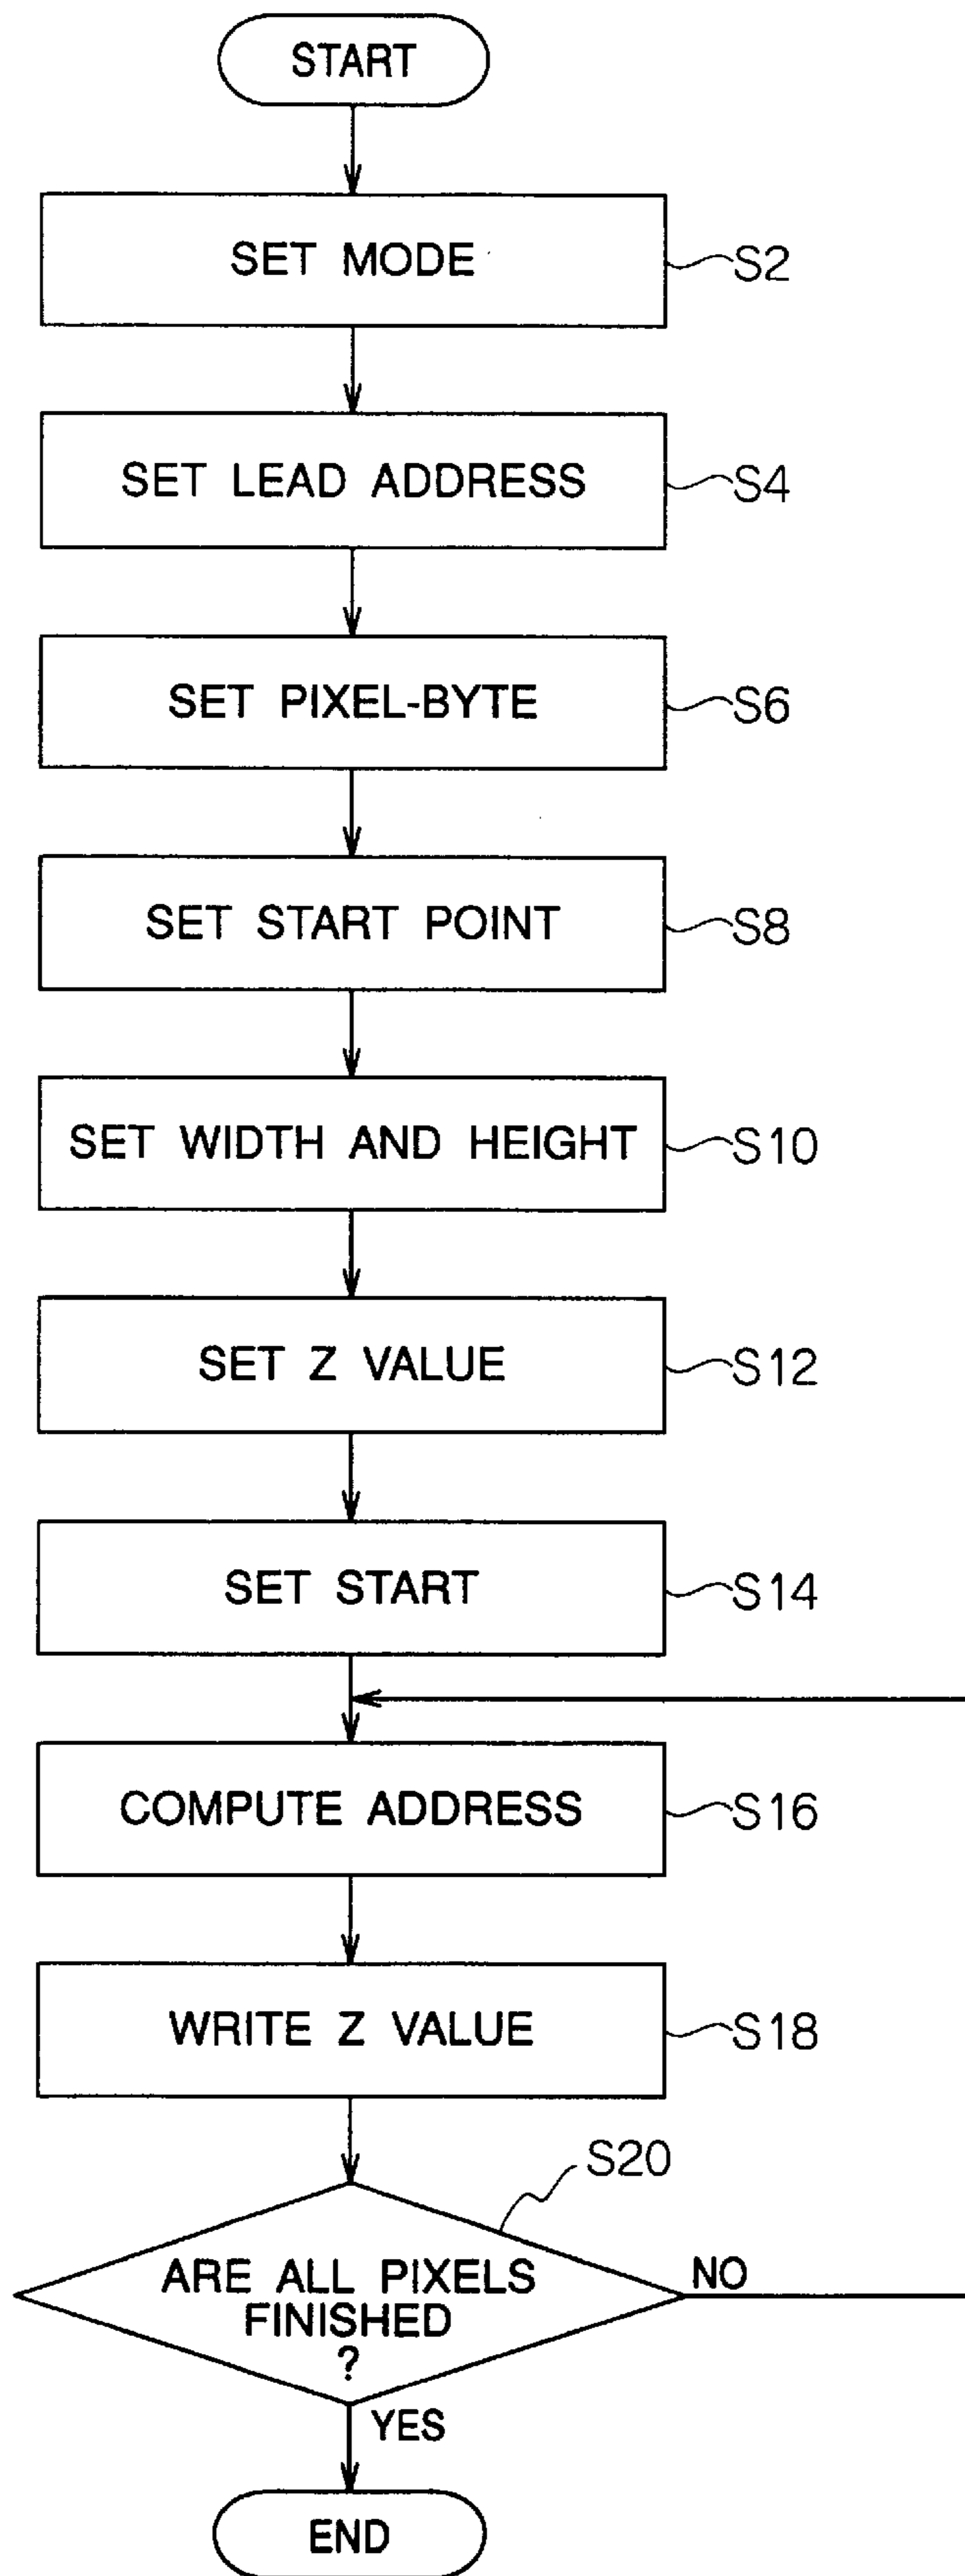 START
SET MODE
S2
SET LEAD ADDRESS
S4
SET PIXEL-BYTE
S6
SET START POINT
S8
SET WIDTH AND HEIGHT
S10
SET Z VALUE
S12
SET START
S14
COMPUTE ADDRESS
S16
WRITE Z VALUE
S18
S20
ARE ALL PIXELS
FINISHED
?
NO
YES
END